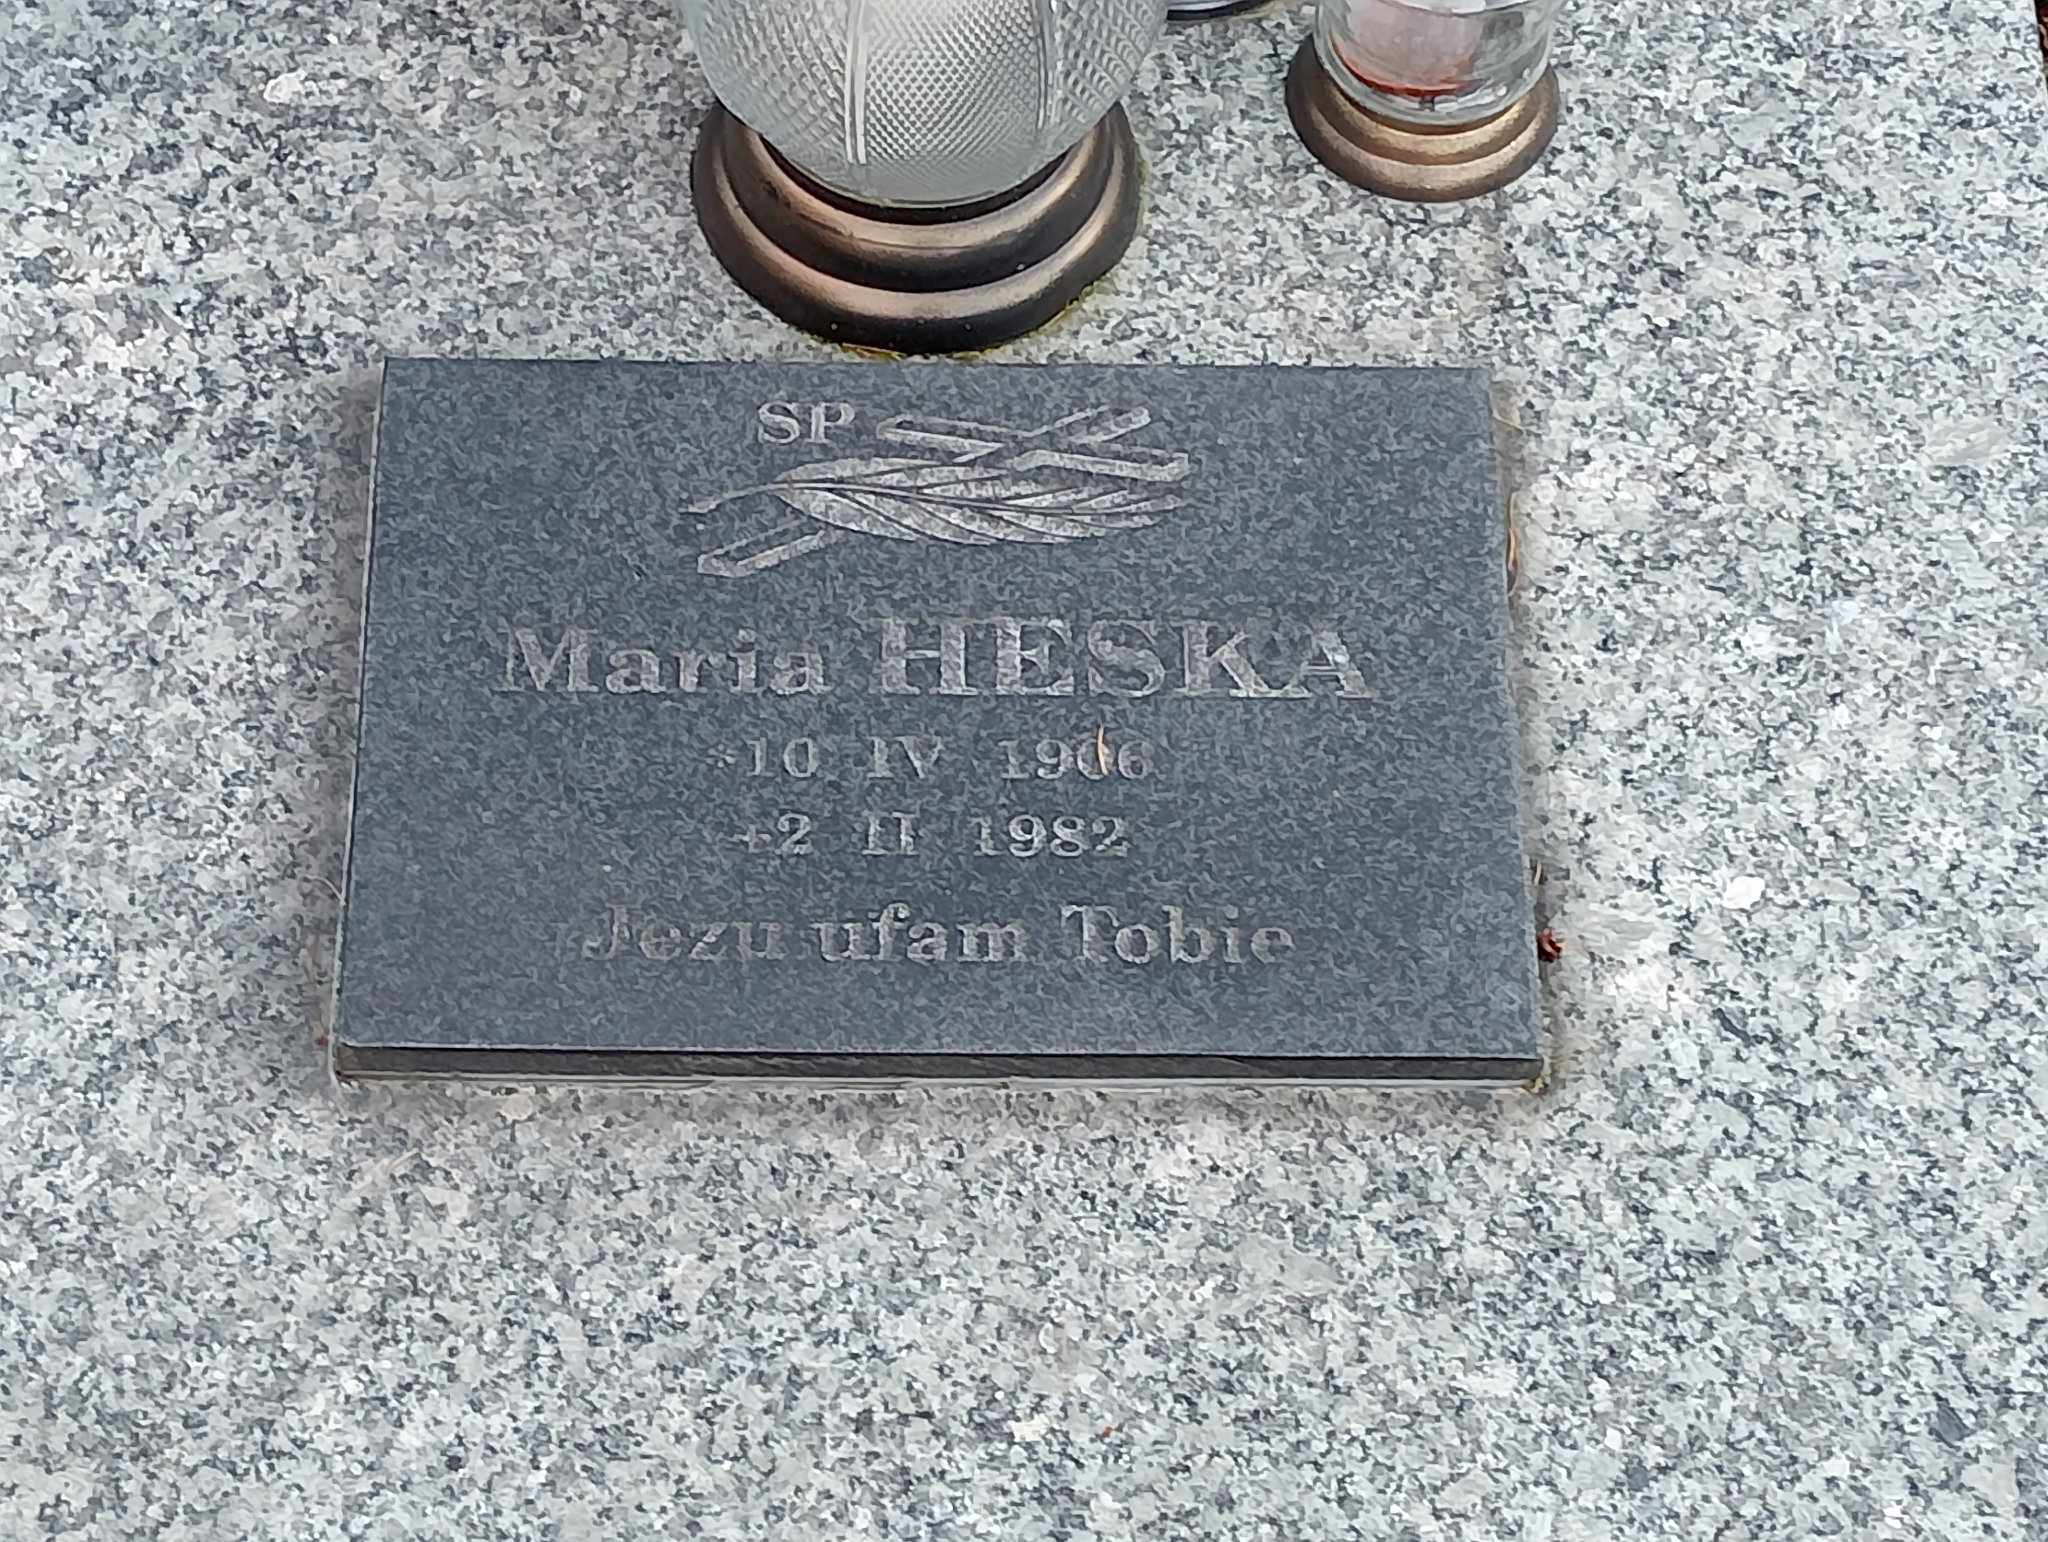 SP
Maria HESKA
*10 IV 1906
+2 II 1982
Jezu ufam Tobie